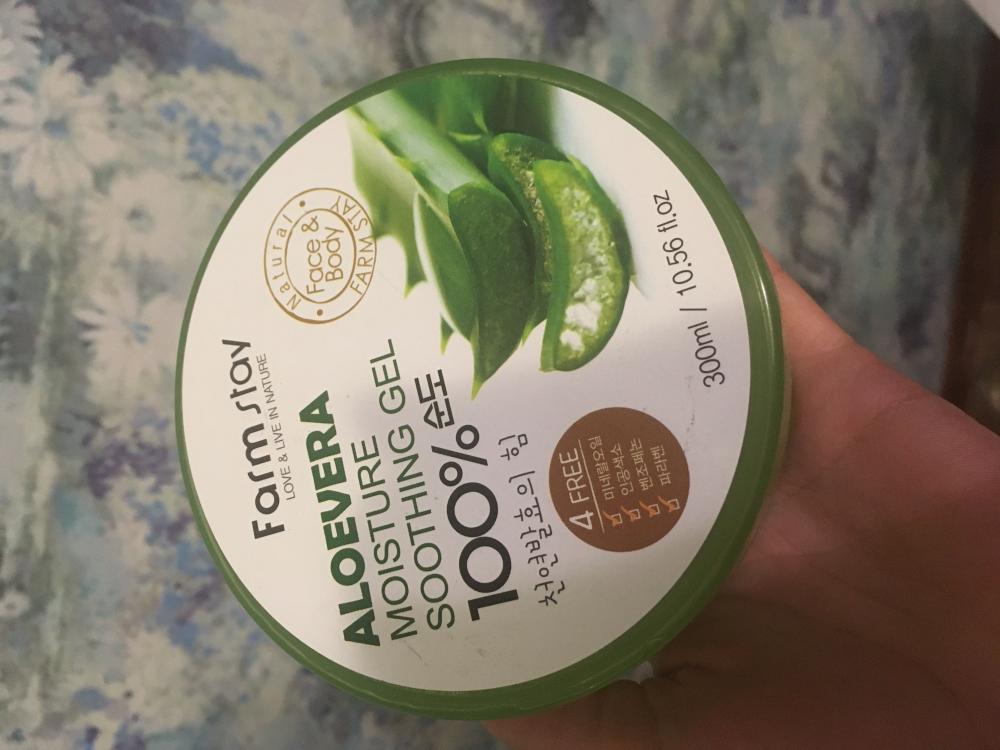 Farmstay
LOVE & LIVE IN NATURE
Natural
Face &
Body
FARM STAY
ALOEVERA
MOISTURE
SOOTHING GEL
100% 순도
천연발효의 힘
4 FREE
미네랄오일
인공색소
벤조페논
파라벤
300ml / 10.56 fl.oz